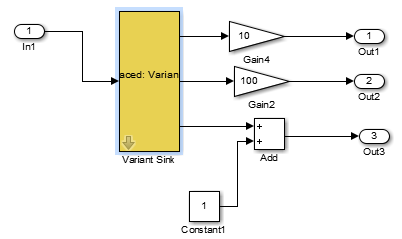 1
In1
aced: Varian
Variant Sink
10
Gain4
1
Out1
100
Gain2
2
Out2
+
+
Add
3
Out3
1
Constant1